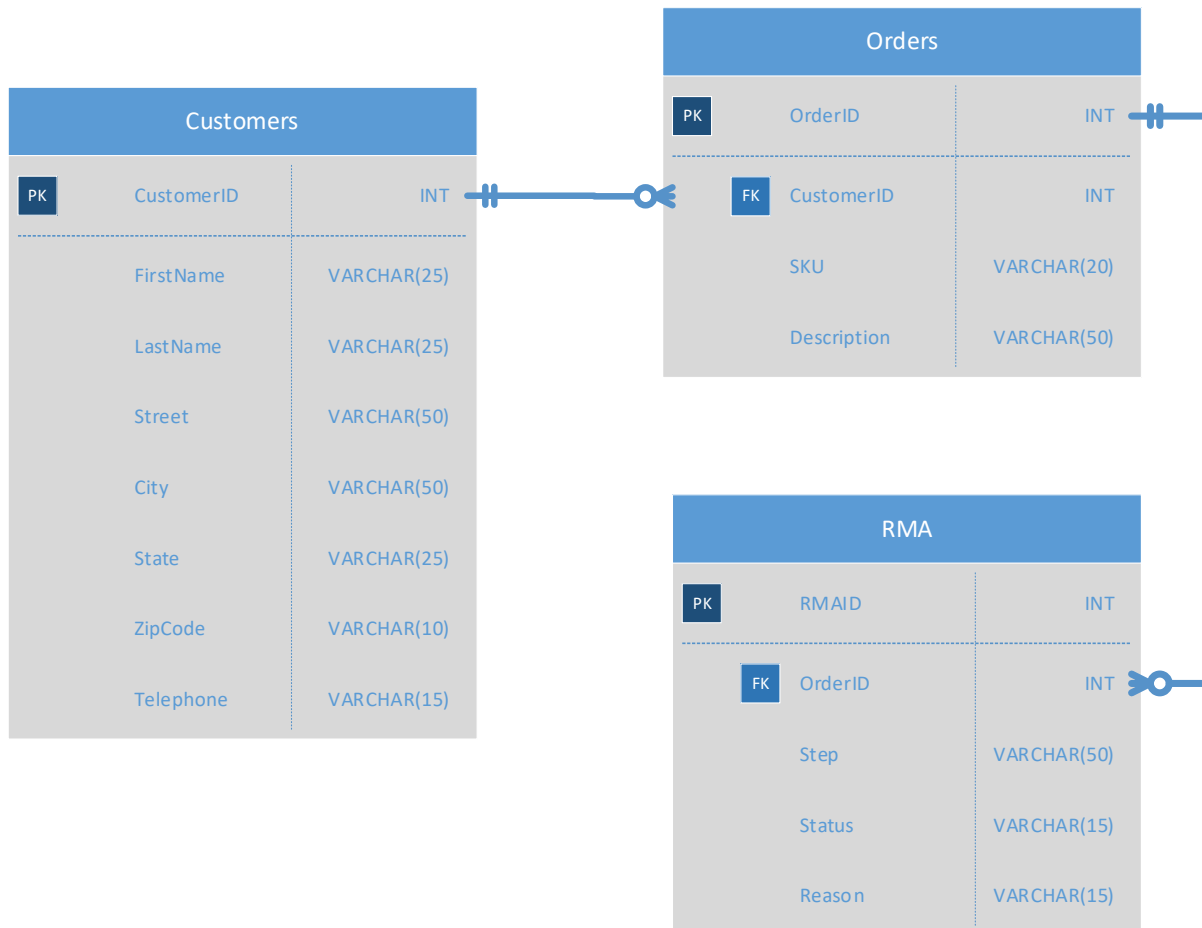 Customers
PK CustomerID INT
FirstName VARCHAR(25)
LastName VARCHAR(25)
Street VARCHAR(50)
City VARCHAR(50)
State VARCHAR(25)
ZipCode VARCHAR(10)
Telephone VARCHAR(15)
Orders
PK OrderID INT
FK CustomerID INT
SKU VARCHAR(20)
Description VARCHAR(50)
RMA
PK RMAID INT
FK OrderID INT
Step VARCHAR(50)
Status VARCHAR(15)
Reason VARCHAR(15)